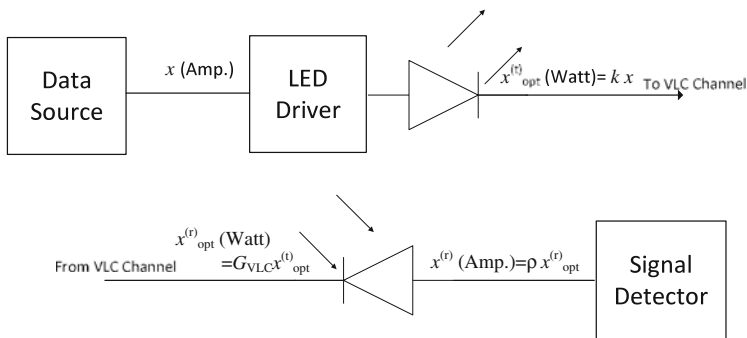 Data
Source
x (Amp.)
LED
Driver
x⁽ᵗ⁾ₒₚₜ (Watt)= k x
To VLC Channel
From VLC Channel
x⁽ʳ⁾ₒₚₜ (Watt)
=G_VLC x⁽ᵗ⁾ₒₚₜ
x⁽ʳ⁾ (Amp.)=ρ x⁽ʳ⁾ₒₚₜ
Signal
Detector